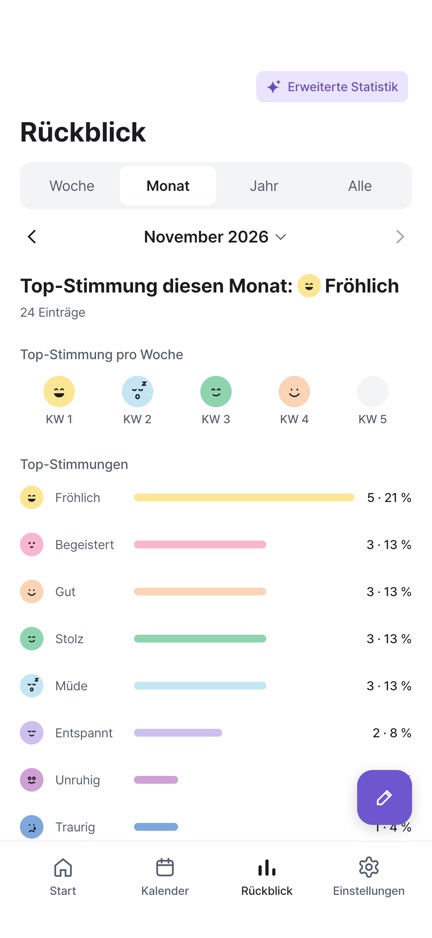 Erweiterte Statistik
Rückblick
Woche Monat Jahr Alle
November 2026
Top-Stimmung diesen Monat: Fröhlich
24 Einträge
Top-Stimmung pro Woche
KW 1 KW 2 KW 3 KW 4 KW 5
Top-Stimmungen
Fröhlich 5 · 21 %
Begeistert 3 · 13 %
Gut 3 · 13 %
Stolz 3 · 13 %
Müde 3 · 13 %
Entspannt 2 · 8 %
Unruhig
Traurig 1 · 4 %
Start Kalender Rückblick Einstellungen